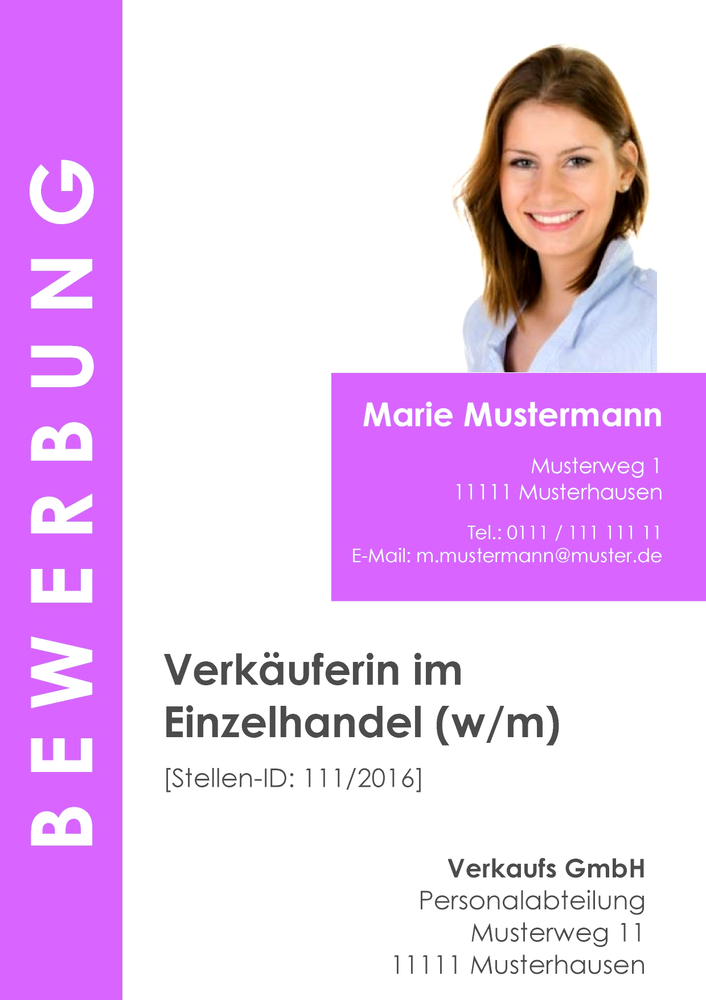 BEWERBUNG
Marie Mustermann
Musterweg 1
11111 Musterhausen
Tel.: 0111 / 111 111 11
E-Mail: m.mustermann@muster.de
Verkäuferin im
Einzelhandel (w/m)
[Stellen-ID: 111/2016]
Verkaufs GmbH
Personalabteilung
Musterweg 11
11111 Musterhausen